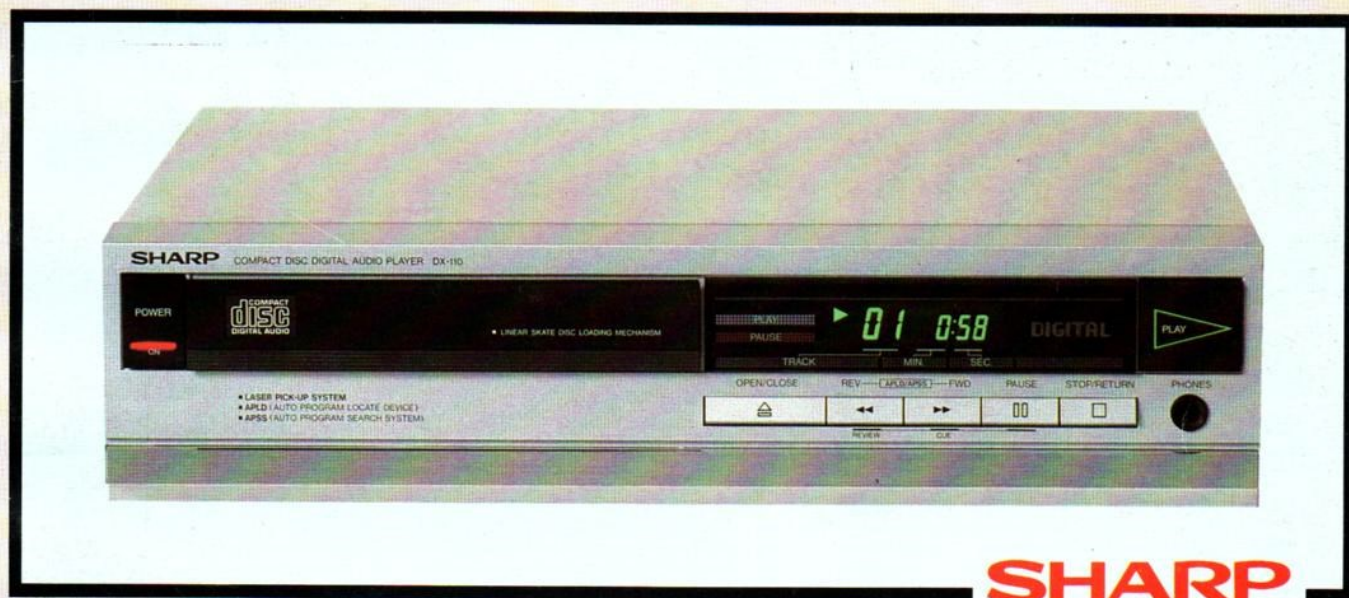 SHARP COMPACT DISC DIGITAL AUDIO PLAYER DX-110
POWER
ON
COMPACT
disc
DIGITAL AUDIO
• LINEAR SKATE DISC LOADING MECHANISM
PLAY
PAUSE
01 0:58
DIGITAL
TRACK MIN. SEC.
PLAY
• LASER PICK-UP SYSTEM
• APLD (AUTO PROGRAM LOCATE DEVICE)
• APSS (AUTO PROGRAM SEARCH SYSTEM)
OPEN/CLOSE REV APLD/APSS FWD PAUSE STOP/RETURN PHONES
REVIEW CUE
SHARP